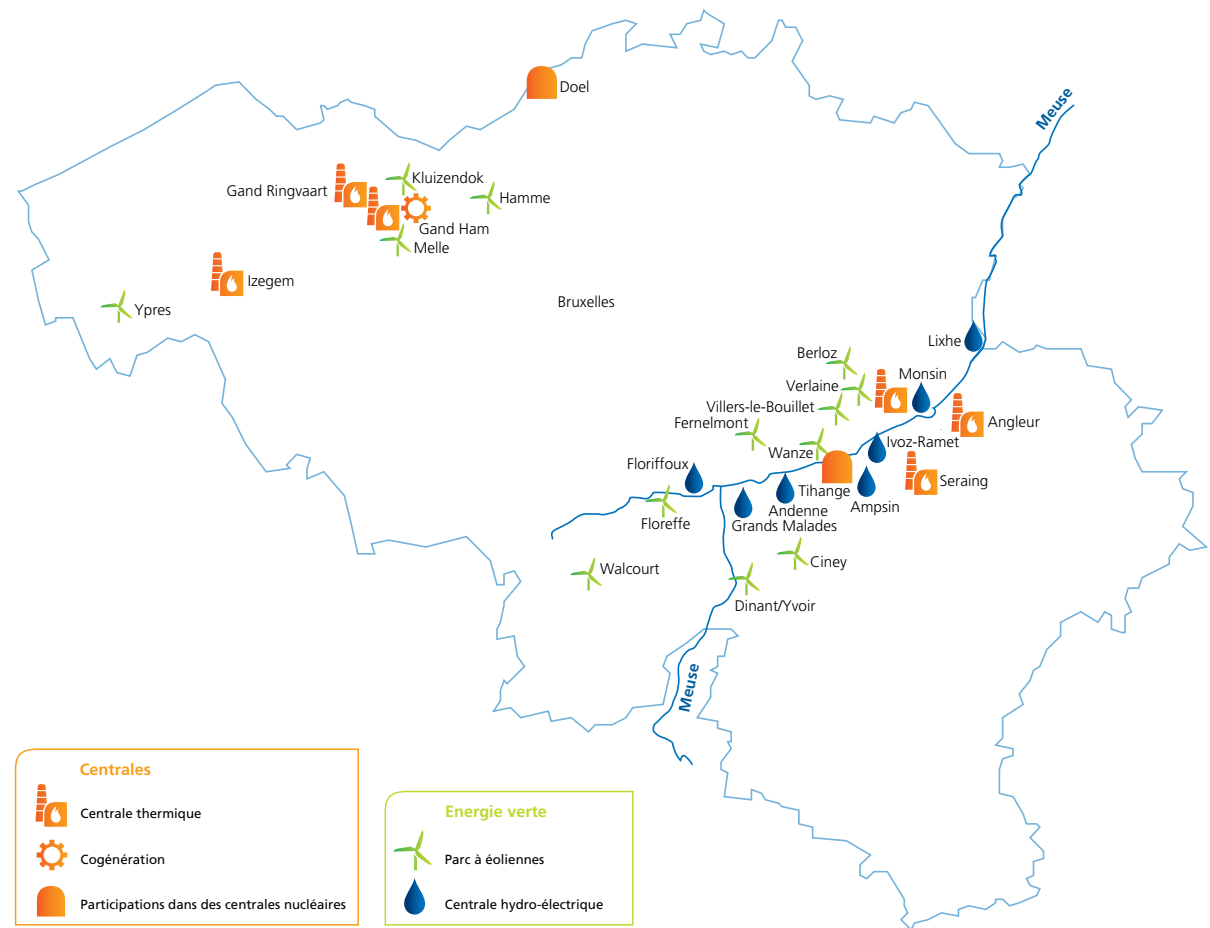 Doel
Meuse
Kluizendok
Gand Ringvaart
Hamme
Gand Ham
Melle
Izegem
Ypres
Bruxelles
Lixhe
Berloz
Monsin
Verlaine
Villers-le-Bouillet
Fernelmont
Angleur
Ivoz-Ramet
Wanze
Floriffoux
Seraing
Tihange
Ampsin
Andenne
Floreffe
Grands Malades
Ciney
Walcourt
Dinant/Yvoir
Meuse
Centrales
Centrale thermique
Cogénération
Participations dans des centrales nucléaires
Energie verte
Parc à éoliennes
Centrale hydro-électrique